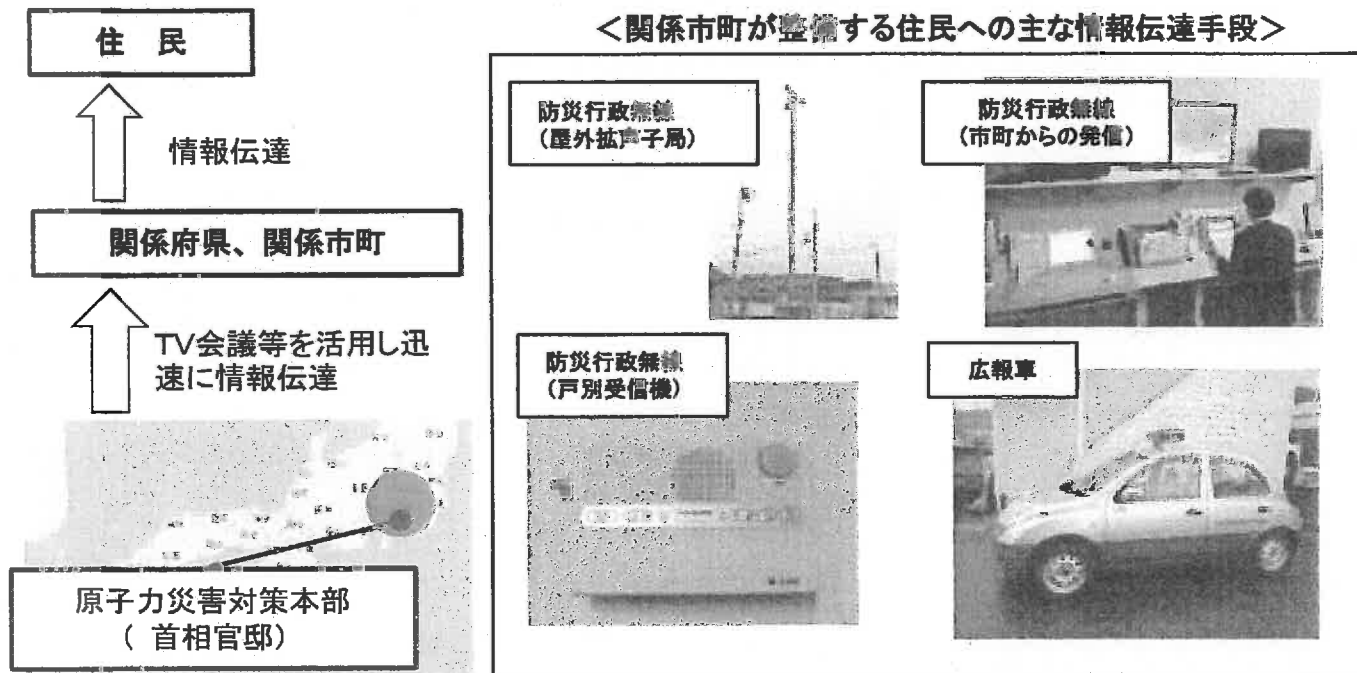 住 民
情報伝達
関係府県、関係市町
TV会議等を活用し迅
速に情報伝達
原子力災害対策本部
( 首相官邸)
<関係市町が整備する住民への主な情報伝達手段>
防災行政無線
(屋外拡声子局)
防災行政無線
(市町からの発信)
防災行政無線
(戸別受信機)
広報車